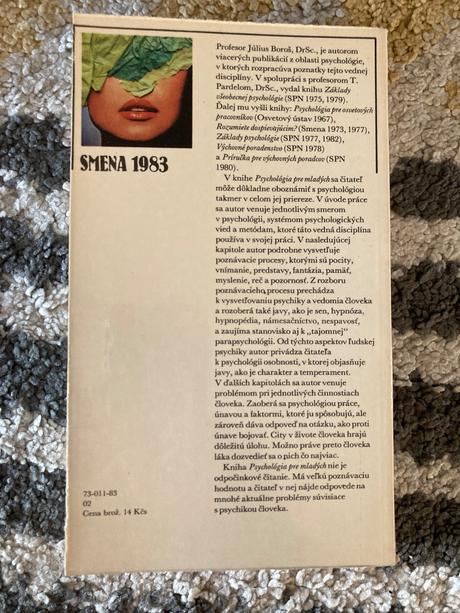 Profesor Július Boroš, DrSc., je autorom
viacerých publikácií z oblasti psychológie,
v ktorých rozpracúva poznatky tejto vednej
disciplíny. V spolupráci s profesorom T.
Pardelom, DrSc., vydal knihu Základy
všeobecnej psychológie (SPN 1975, 1979).
Ďalej mu vyšli knihy: Psychológia pre osvetových
pracovníkov (Osvetový ústav 1967),
Rozumiete dospievajúcim? (Smena 1973, 1977),
Základy psychológie (SPN 1977, 1982),
Výchovné poradenstvo (SPN 1978)
a Príručka pre výchovných poradcov (SPN
1980).
V knihe Psychológia pre mladých sa čitateľ
môže dôkladne oboznámiť s psychológiou
takmer v celom jej priereze. V úvode práce
sa autor venuje jednotlivým smerom
v psychológii, systémom psychologických
vied a metódam, ktoré táto vedná disciplína
používa v svojej práci. V nasledujúcej
kapitole autor podrobne vysvetľuje
poznávacie procesy, ktorými sú pocity,
vnímanie, predstavy, fantázia, pamäť,
myslenie, reč a pozornosť. Z rozboru
poznávacieho procesu prechádza
k vysvetľovaniu psychiky a vedomia človeka
a rozoberá také javy, ako je sen, hypnóza,
hypnopédia, námesačníctvo, nespavosť,
a zaujíma stanovisko aj k „tajomnej"
parapsychológii. Od týchto aspektov ľudskej
psychiky autor privádza čitateľa
k psychológii osobnosti, v ktorej objasňuje
javy, ako je charakter a temperament.
V ďalších kapitolách sa autor venuje
problémom pri jednotlivých činnostiach
človeka. Zaoberá sa psychológiou práce,
únavou a faktormi, ktoré ju spôsobujú, ale
zároveň dáva odpoveď na otázku, ako proti
únave bojovať. City v živote človeka hrajú
dôležitú úlohu. Možno práve preto človeka
láka dozvedieť sa o nich čo najviac.
Kniha Psychológia pre mladých nie je
odpočinkové čítanie. Má veľkú poznávaciu
hodnotu a čitateľ v nej nájde odpovede na
mnohé aktuálne problémy súvisiace
s psychikou človeka.
SMENA 1983
73-011-83
02
Cena brož. 14 Kčs